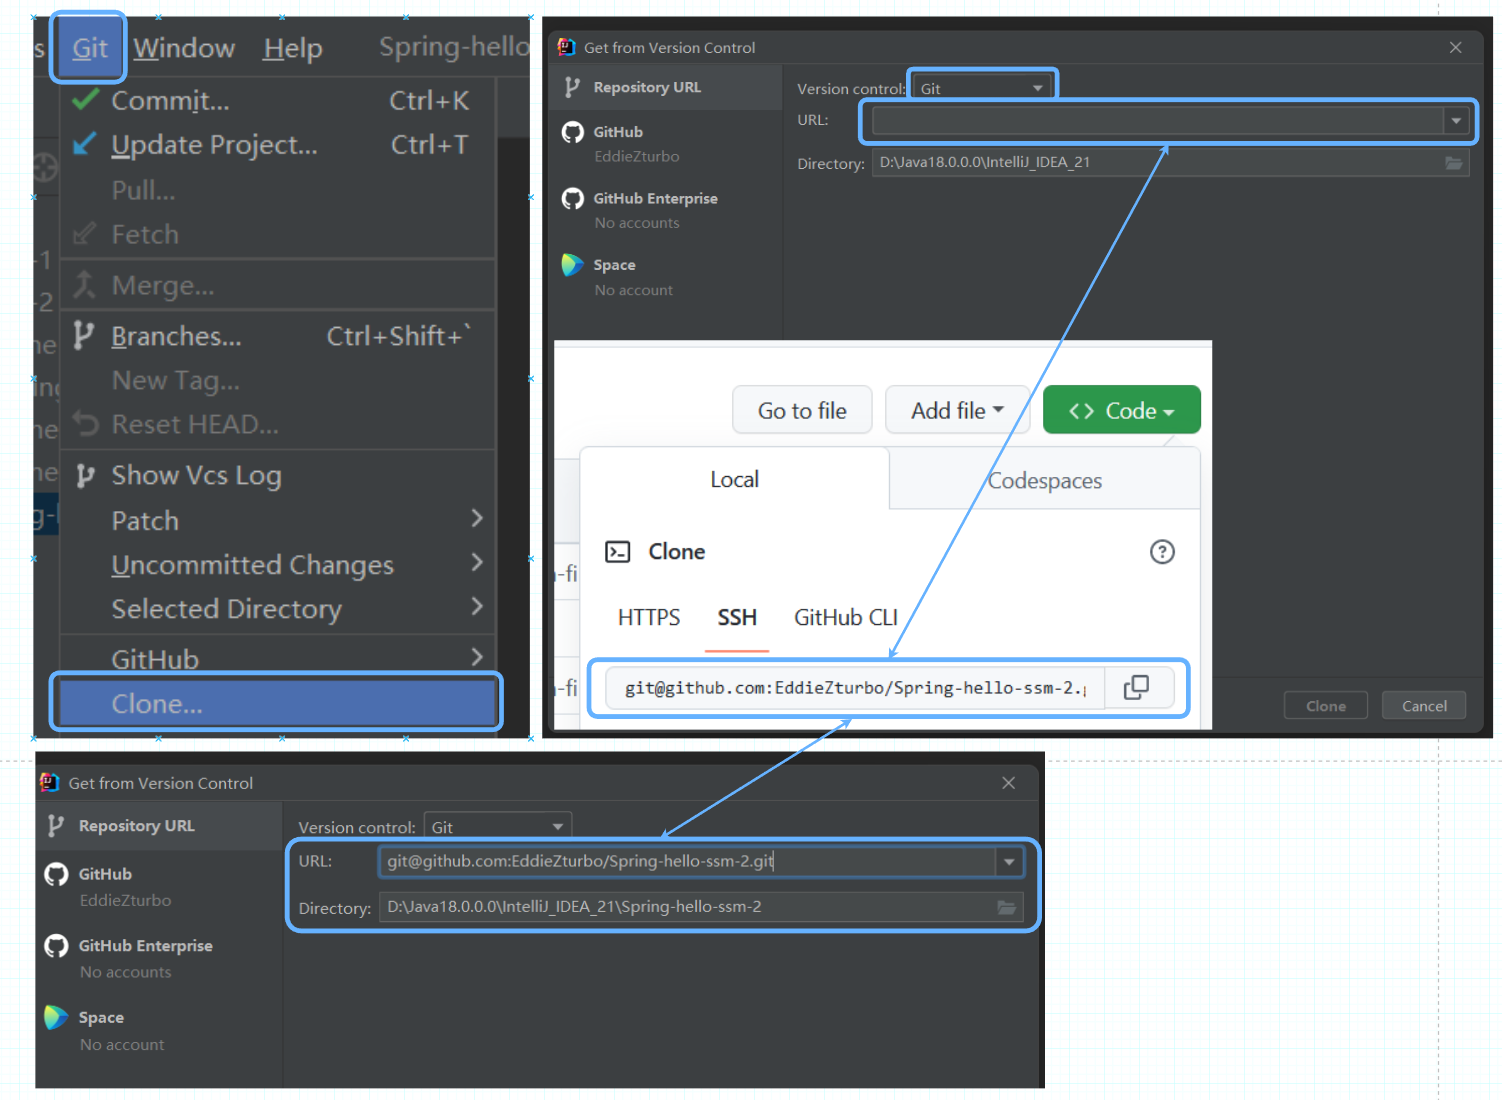 s Git Window Help Spring-hello
Commit... Ctrl+K
Update Project... Ctrl+T
Pull...
Fetch
-1
Merge...
-2
Branches... Ctrl+Shift+`
ne
New Tag...
Reset HEAD...
ne
Show Vcs Log
ne
Patch
g-
Uncommitted Changes
Selected Directory
GitHub
Clone...
Get from Version Control
Repository URL
GitHub
EddieZturbo
GitHub Enterprise
No accounts
Space
No account
Version control: Git
URL:
Directory: D:\Java18.0.0.0\IntelliJ_IDEA_21
Go to file Add file Code
Local Codespaces
Clone
-fi
HTTPS SSH GitHub CLI
-fi
git@github.com:EddieZturbo/Spring-hello-ssm-2.
Clone Cancel
Get from Version Control
Repository URL
GitHub
EddieZturbo
GitHub Enterprise
No accounts
Space
No account
Version control: Git
URL: git@github.com:EddieZturbo/Spring-hello-ssm-2.git
Directory: D:\Java18.0.0.0\IntelliJ_IDEA_21\Spring-hello-ssm-2